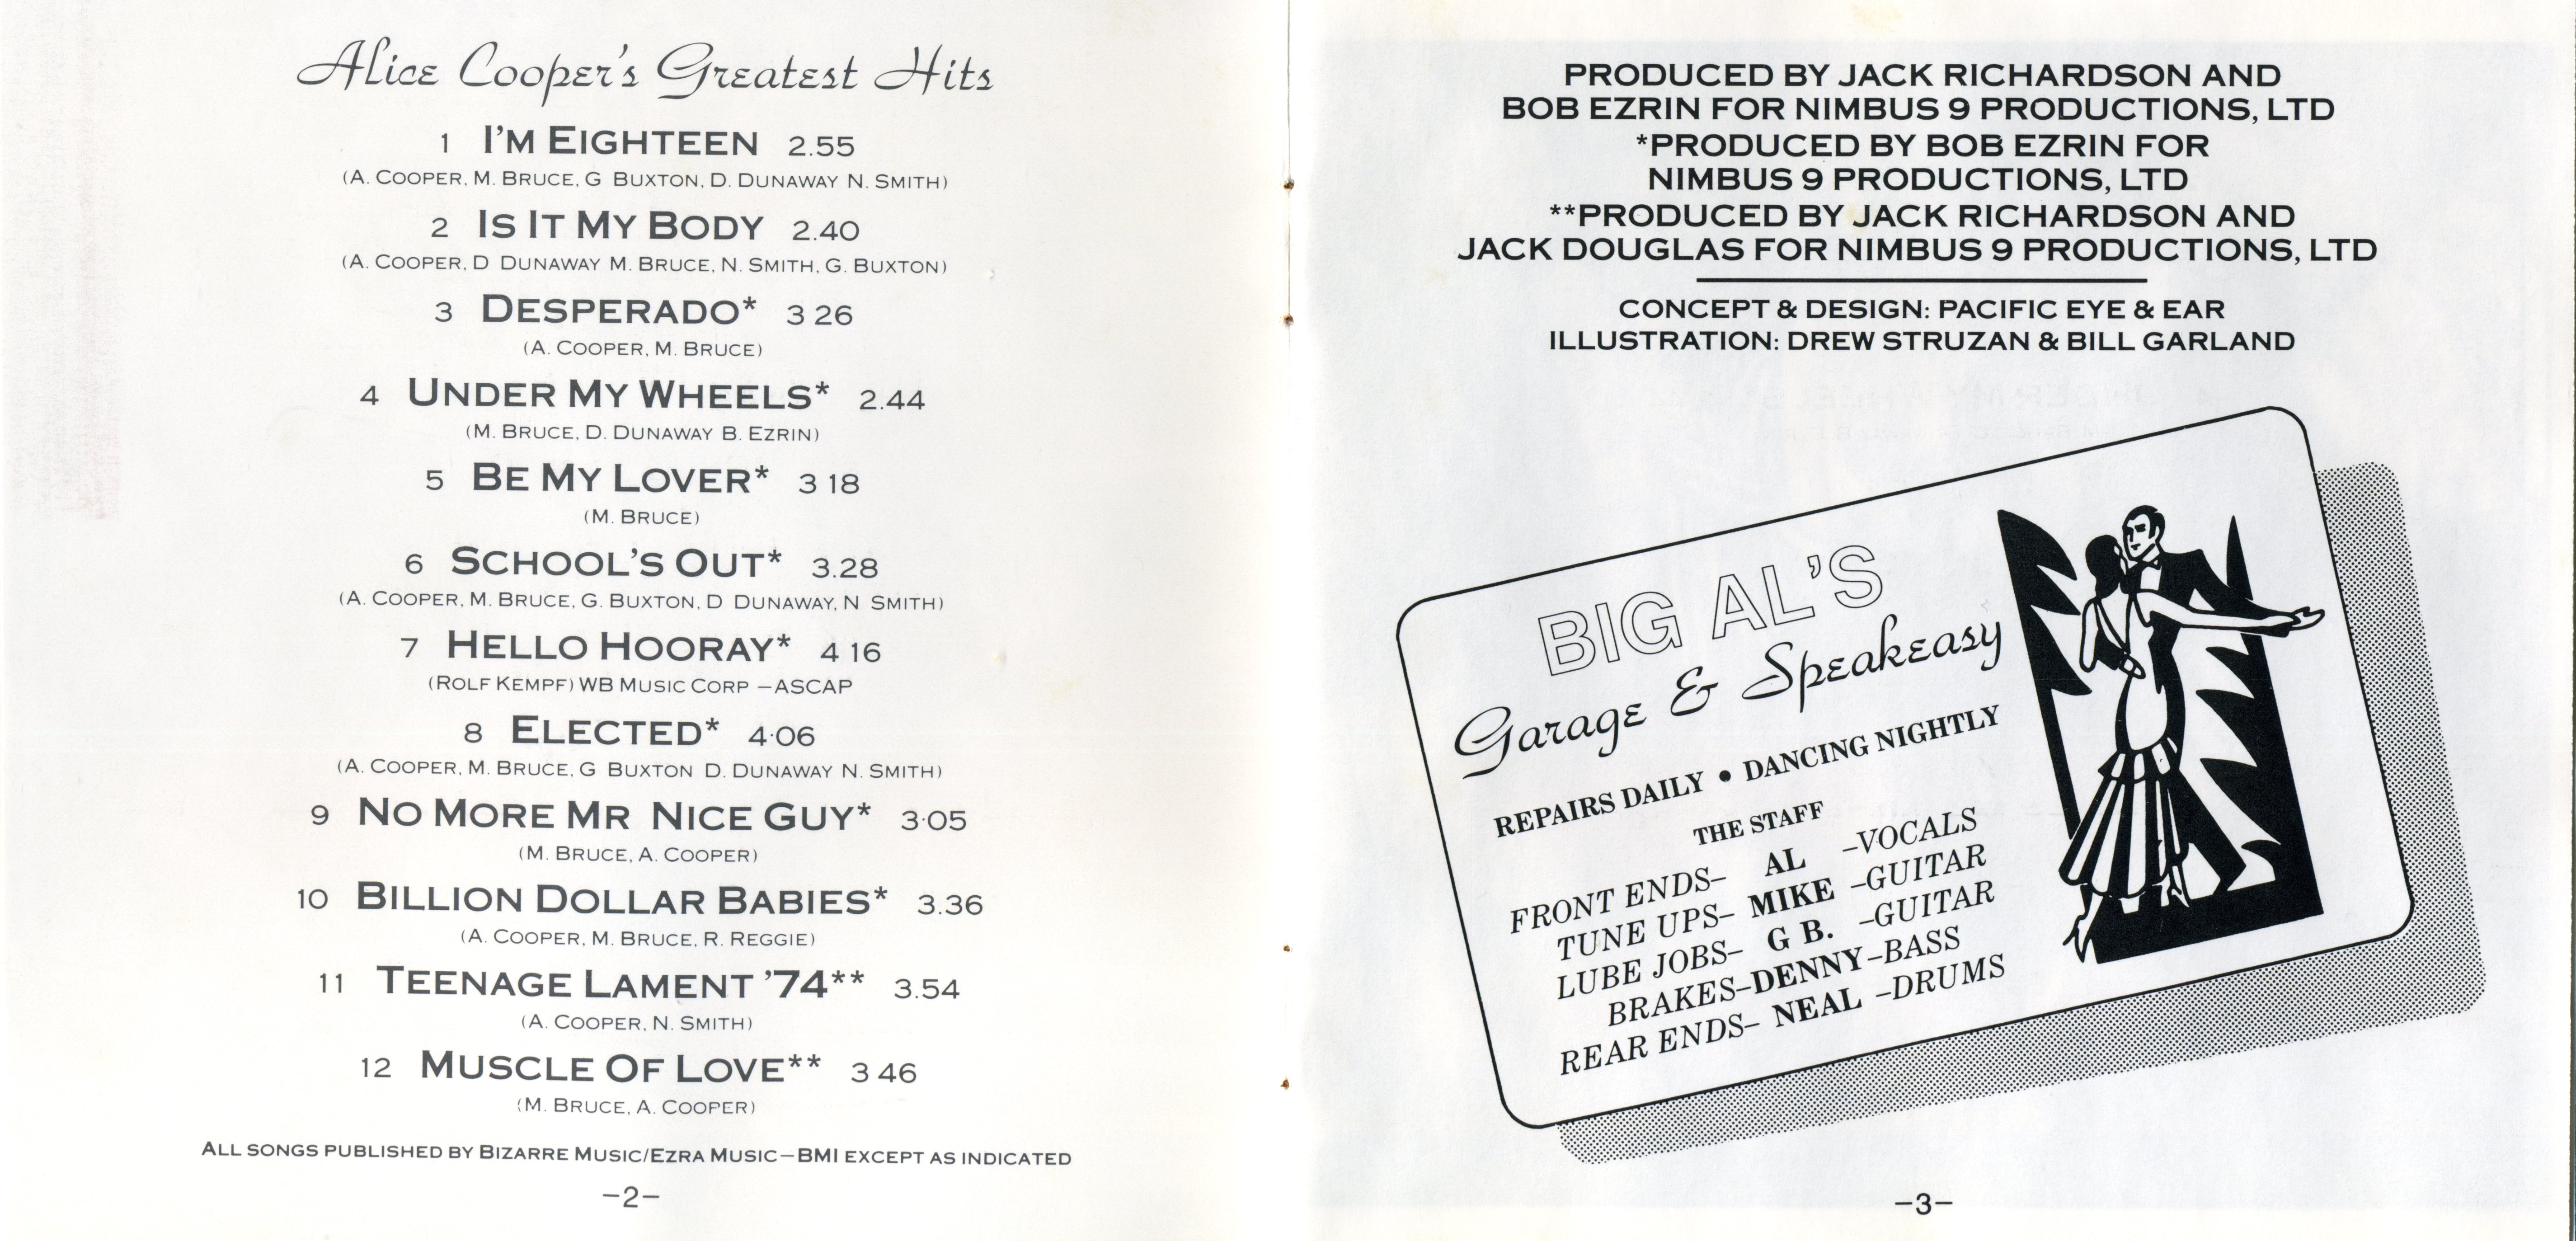 Alice Cooper's Greatest Hits
1 I'M EIGHTEEN 2.55
(A. COOPER, M. BRUCE, G BUXTON, D. DUNAWAY N. SMITH)
2 IS IT MY BODY 2.40
(A. COOPER, D DUNAWAY M. BRUCE, N. SMITH, G. BUXTON)
3 DESPERADO* 3 26
(A. COOPER, M. BRUCE)
4 UNDER MY WHEELS* 2.44
(M. BRUCE, D. DUNAWAY B. EZRIN)
5 BE MY LOVER* 3 18
(M. BRUCE)
6 SCHOOL'S OUT* 3.28
(A. COOPER, M. BRUCE, G. BUXTON, D DUNAWAY, N SMITH)
7 HELLO HOORAY* 4 16
(ROLF KEMPF) WB MUSIC CORP –ASCAP
8 ELECTED* 4·06
(A. COOPER, M. BRUCE, G BUXTON D. DUNAWAY N. SMITH)
9 NO MORE MR NICE GUY* 3·05
(M. BRUCE, A. COOPER)
10 BILLION DOLLAR BABIES* 3.36
(A. COOPER, M. BRUCE, R. REGGIE)
11 TEENAGE LAMENT '74** 3.54
(A. COOPER, N. SMITH)
12 MUSCLE OF LOVE** 3 46
(M. BRUCE, A. COOPER)
ALL SONGS PUBLISHED BY BIZARRE MUSIC/EZRA MUSIC–BMI EXCEPT AS INDICATED
–2–
PRODUCED BY JACK RICHARDSON AND
BOB EZRIN FOR NIMBUS 9 PRODUCTIONS, LTD
*PRODUCED BY BOB EZRIN FOR
NIMBUS 9 PRODUCTIONS, LTD
**PRODUCED BY JACK RICHARDSON AND
JACK DOUGLAS FOR NIMBUS 9 PRODUCTIONS, LTD
CONCEPT & DESIGN: PACIFIC EYE & EAR
ILLUSTRATION: DREW STRUZAN & BILL GARLAND
BIG AL'S
Garage & Speakeasy
REPAIRS DAILY • DANCING NIGHTLY
THE STAFF
FRONT ENDS– AL –VOCALS
TUNE UPS– MIKE –GUITAR
LUBE JOBS– G B. –GUITAR
BRAKES–DENNY–BASS
REAR ENDS– NEAL –DRUMS
–3–